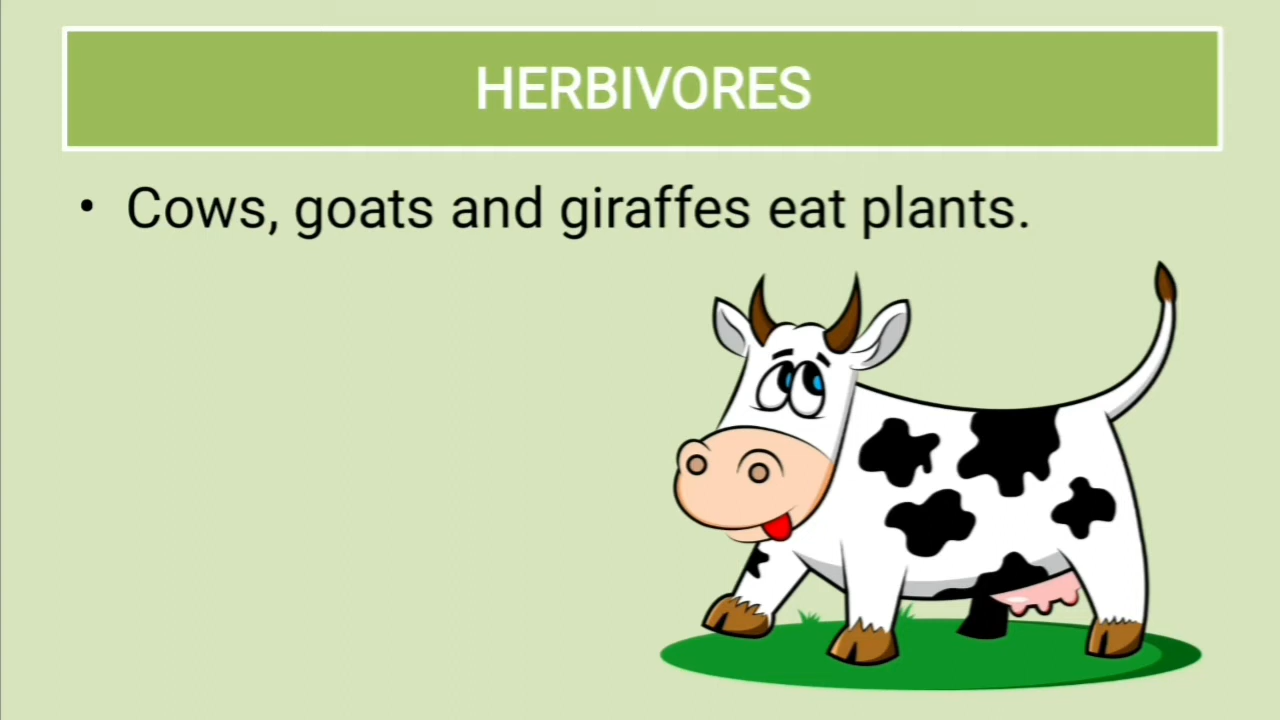 HERBIVORES
• Cows, goats and giraffes eat plants.